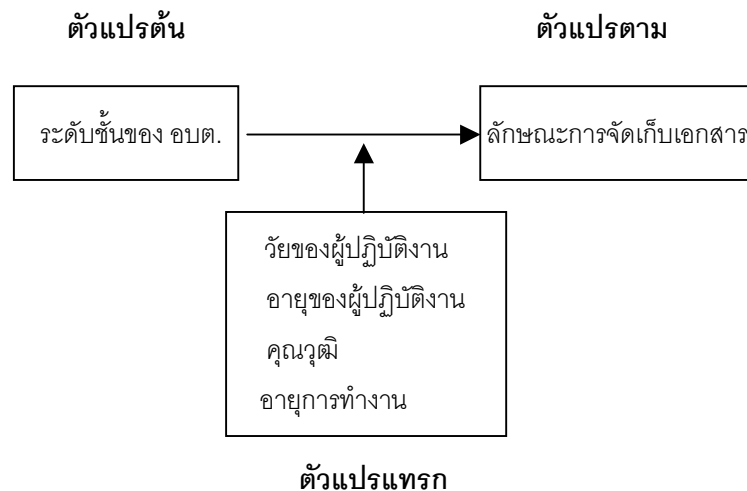 ตัวแปรต้น
ตัวแปรตาม
ระดับชั้นของ อบต.
ลักษณะการจัดเก็บเอกสาร
วัยของผู้ปฏิบัติงาน
อายุของผู้ปฏิบัติงาน
คุณวุฒิ
อายุการทำงาน
ตัวแปรแทรก